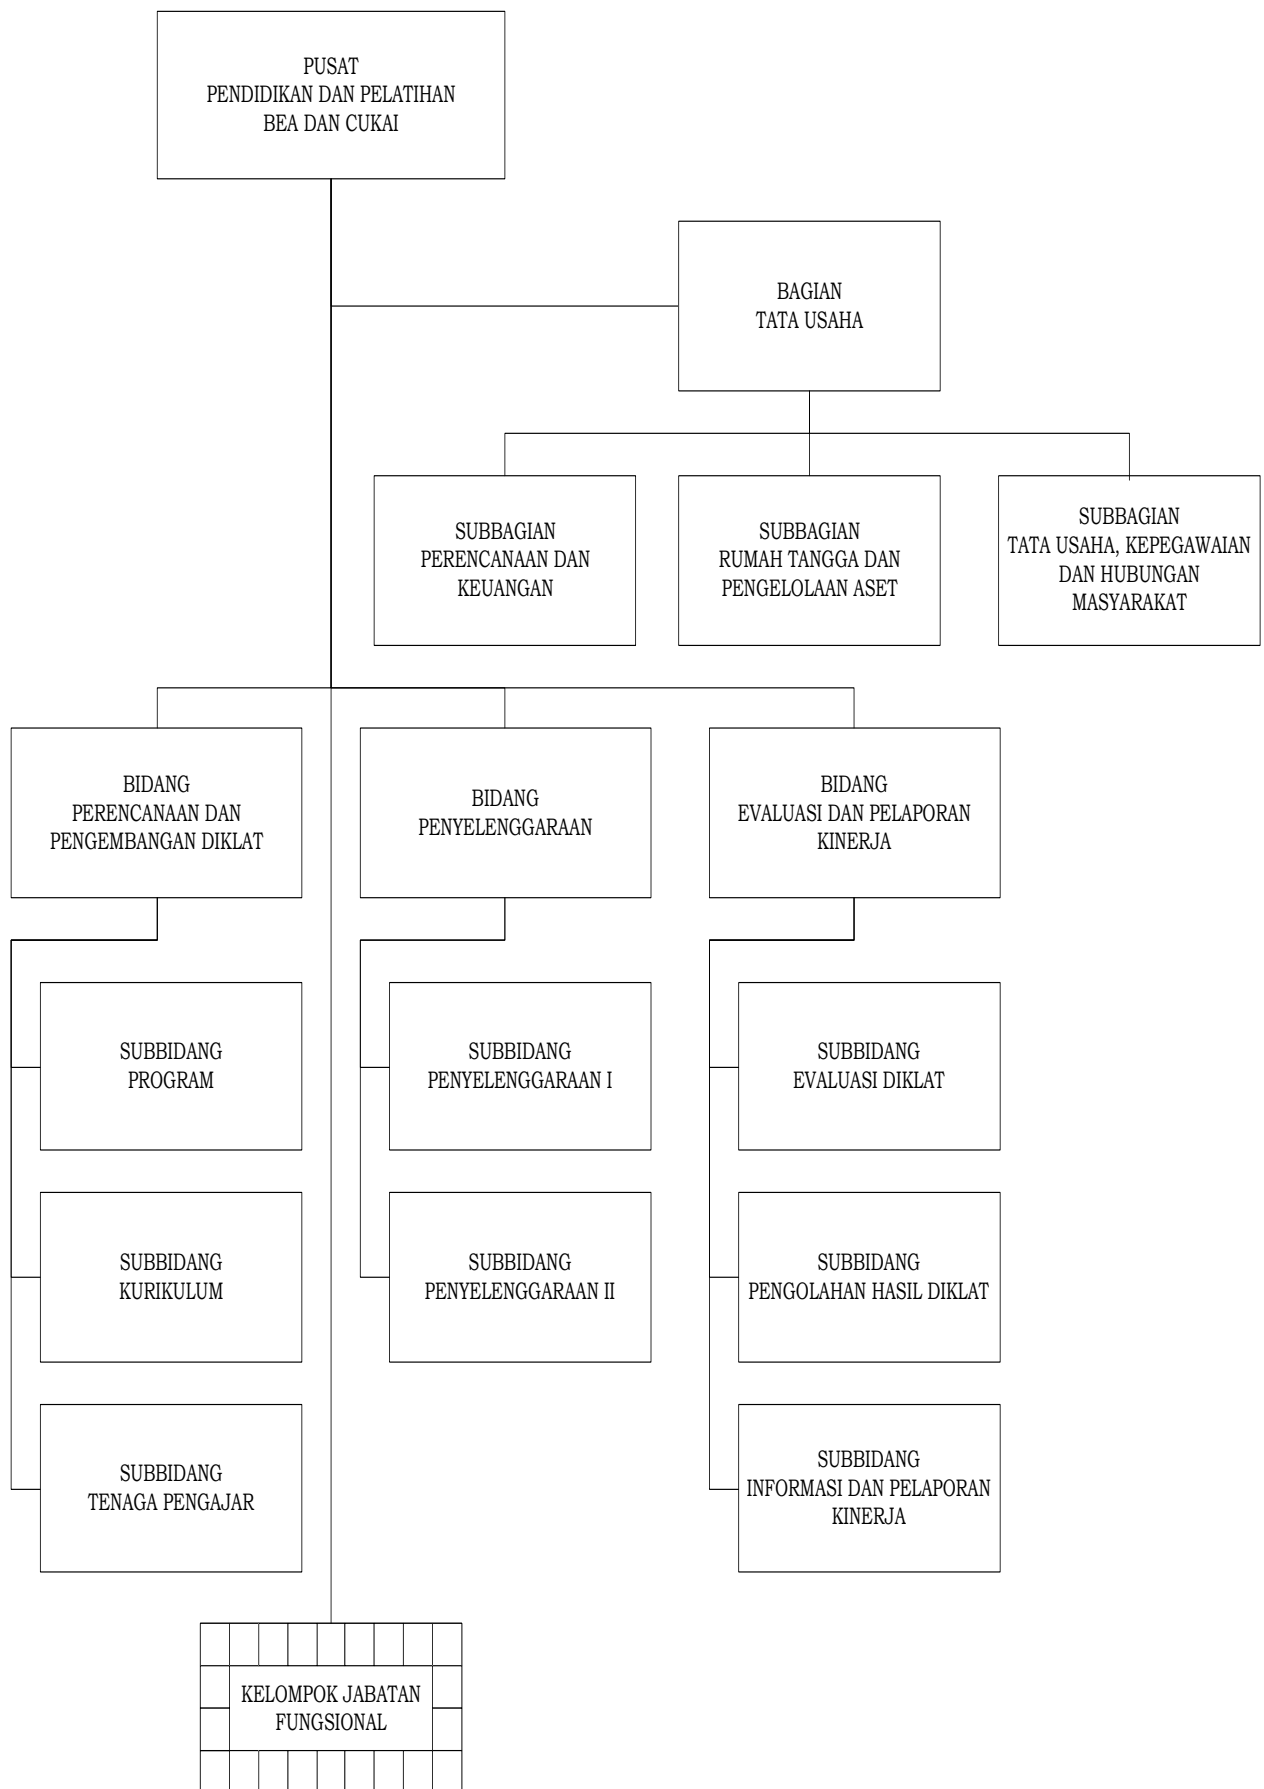 PUSAT
PENDIDIKAN DAN PELATIHAN
BEA DAN CUKAI
BAGIAN
TATA USAHA
SUBBAGIAN
PERENCANAAN DAN
KEUANGAN
SUBBAGIAN
RUMAH TANGGA DAN
PENGELOLAAN ASET
SUBBAGIAN
TATA USAHA, KEPEGAWAIAN
DAN HUBUNGAN
MASYARAKAT
BIDANG
PERENCANAAN DAN
PENGEMBANGAN DIKLAT
BIDANG
PENYELENGGARAAN
BIDANG
EVALUASI DAN PELAPORAN
KINERJA
SUBBIDANG
PROGRAM
SUBBIDANG
PENYELENGGARAAN I
SUBBIDANG
EVALUASI DIKLAT
SUBBIDANG
KURIKULUM
SUBBIDANG
PENYELENGGARAAN II
SUBBIDANG
PENGOLAHAN HASIL DIKLAT
SUBBIDANG
TENAGA PENGAJAR
SUBBIDANG
INFORMASI DAN PELAPORAN
KINERJA
KELOMPOK JABATAN
FUNGSIONAL